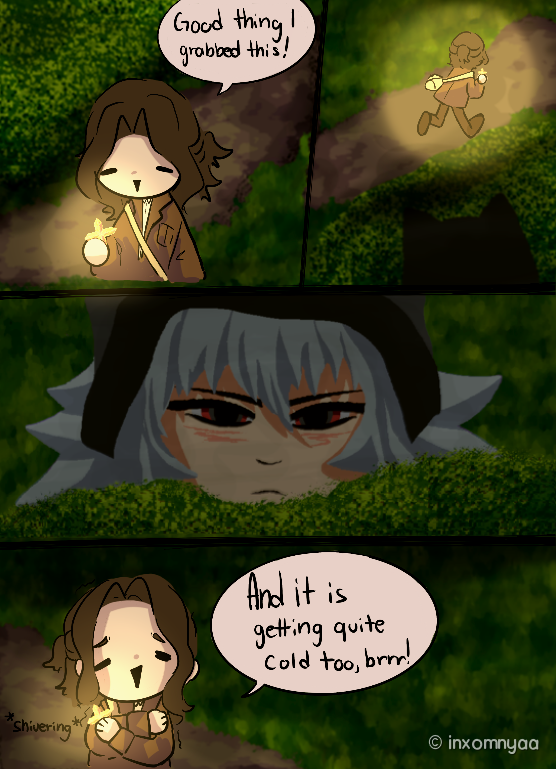 Good thing I
grabbed this!
And it is
getting quite
cold too, brrr!
*Shivering*
© inxomnyaa